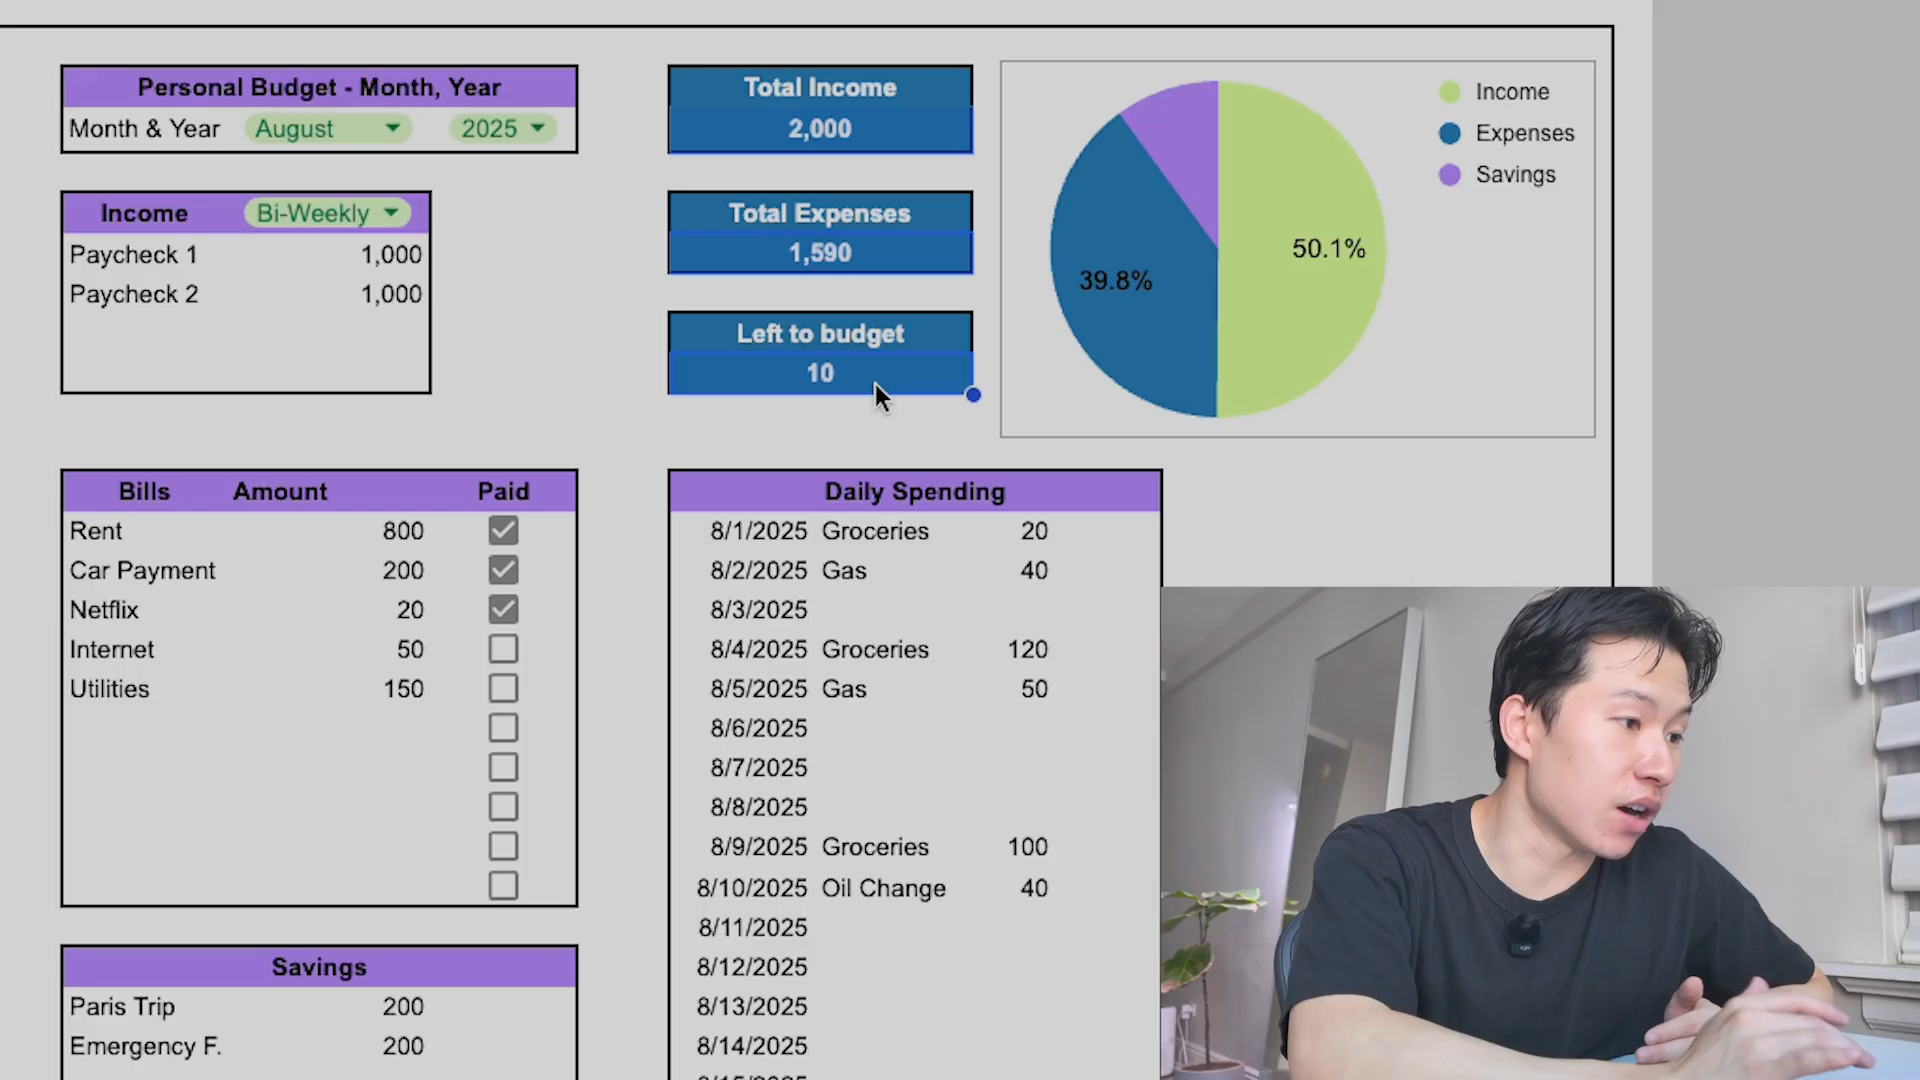 Personal Budget - Month, Year
Month & Year August 2025
Income Bi-Weekly
Paycheck 1 1,000
Paycheck 2 1,000
Total Income
2,000
Total Expenses
1,590
Left to budget
10
Income
Expenses
Savings
50.1%
39.8%
Bills Amount Paid
Rent 800
Car Payment 200
Netflix 20
Internet 50
Utilities 150
Savings
Paris Trip 200
Emergency F. 200
Daily Spending
8/1/2025 Groceries 20
8/2/2025 Gas 40
8/3/2025
8/4/2025 Groceries 120
8/5/2025 Gas 50
8/6/2025
8/7/2025
8/8/2025
8/9/2025 Groceries 100
8/10/2025 Oil Change 40
8/11/2025
8/12/2025
8/13/2025
8/14/2025